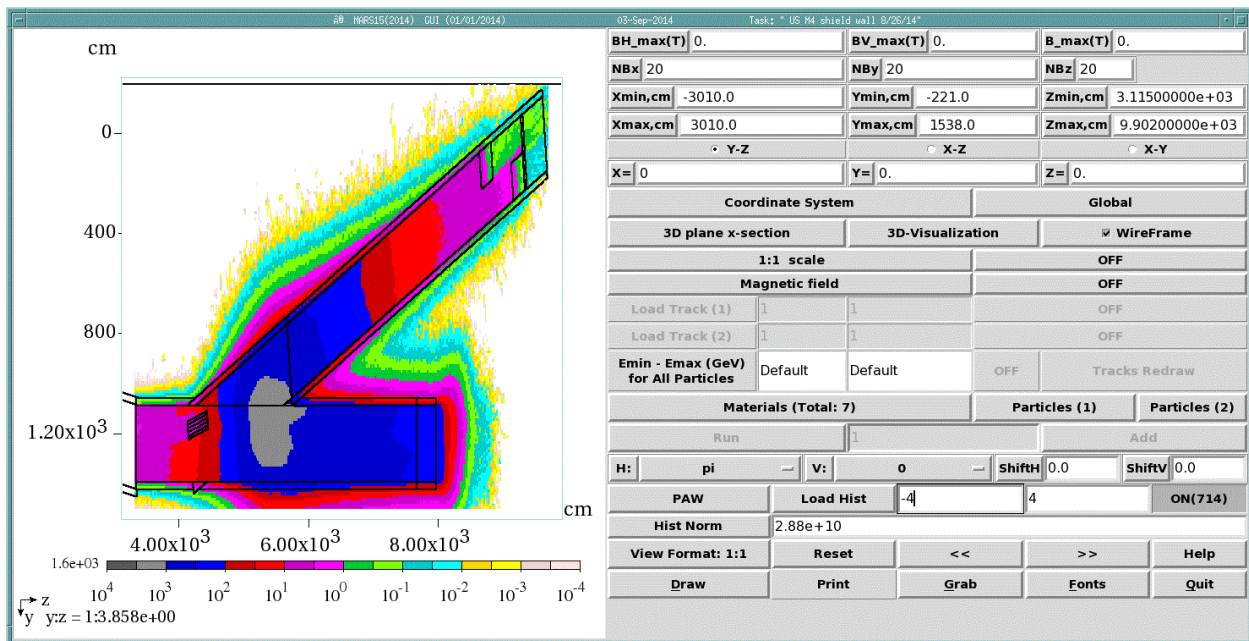 MARS15(2014) GUI (01/01/2014) 03-Sep-2014 Task: " US M4 shield wall 8/26/14"
cm
0
400
800
1.20x10³
cm
4.00x10³ 6.00x10³ 8.00x10³
1.6e+03
10⁴ 10³ 10² 10¹ 10⁰ 10⁻¹ 10⁻² 10⁻³ 10⁻⁴
z
y y:z = 1:3.858e+00
BH_max(T) 0. BV_max(T) 0. B_max(T) 0.
NBx 20 NBy 20 NBz 20
Xmin,cm -3010.0 Ymin,cm -221.0 Zmin,cm 3.11500000e+03
Xmax,cm 3010.0 Ymax,cm 1538.0 Zmax,cm 9.90200000e+03
Y-Z X-Z X-Y
X= 0 Y= 0. Z= 0.
Coordinate System Global
3D plane x-section 3D-Visualization WireFrame
1:1 scale OFF
Magnetic field OFF
Load Track (1) 1 1 OFF
Load Track (2) 1 1 OFF
Emin - Emax (GeV)
for All Particles Default Default OFF Tracks Redraw
Materials (Total: 7) Particles (1) Particles (2)
Run 1 Add
H: pi V: 0 ShiftH 0.0 ShiftV 0.0
PAW Load Hist -4 4 ON(714)
Hist Norm 2.88e+10
View Format: 1:1 Reset << >> Help
Draw Print Grab Fonts Quit